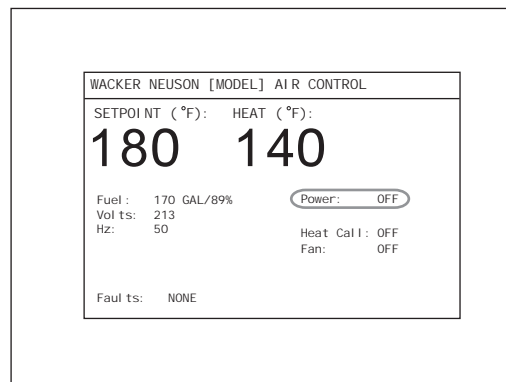 WACKER NEUSON [MODEL] AIR CONTROL
SETPOINT (°F): HEAT (°F):
180 140
Fuel: 170 GAL/89% Power: OFF
Volts: 213
Hz: 50 Heat Call: OFF
Fan: OFF
Faults: NONE